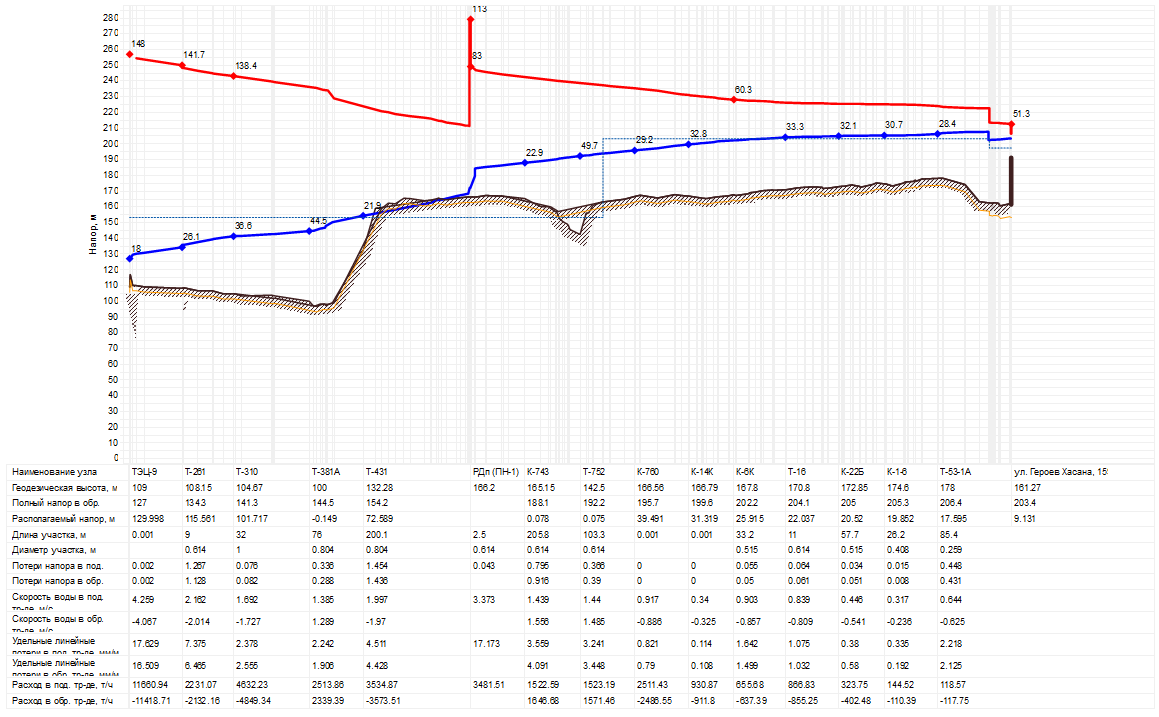 113
280
270
260
250
240
230
220
210
200
190
180
170
160
150
140
130
120
110
100
90
80
70
60
50
40
30
20
10
0
Напор, м
148
141.7
138.4
83
60.3
51.3
18
26.1
36.6
44.5
21.9
22.9
49.7
29.2
32.8
33.3
32.1
30.7
28.4
Наименование узла ТЭЦ-9 Т-261 Т-310 Т-381А Т-431 РДп (ПН-1) К-743 Т-752 К-760 К-14К К-6К Т-16 К-22Б К-1-6 Т-53-1А ул. Героев Хасана, 15
Геодезическая высота, м 109 108.15 104.67 100 132.28 166.2 165.15 142.5 166.56 166.79 167.8 170.8 172.85 174.6 178 161.27
Полный напор в обр. 127 134.3 141.3 144.5 154.2 188.1 192.2 195.7 199.6 202.2 204.1 205 205.3 206.4 203.4
Располагаемый напор, м 129.998 115.561 101.717 -0.149 72.589 0.078 0.075 39.491 31.319 25.915 22.037 20.52 19.852 17.595 9.131
Длина участка, м 0.001 9 32 76 200.1 2.5 205.8 103.3 0.001 0.001 33.2 11 57.7 26.2 85.4
Диаметр участка, м 0.614 1 0.804 0.804 0.614 0.614 0.614 0.515 0.614 0.515 0.408 0.259
Потери напора в под. 0.002 1.267 0.076 0.336 1.454 0.043 0.795 0.366 0 0 0.055 0.064 0.034 0.015 0.448
Потери напора в обр. 0.002 1.128 0.082 0.288 1.436 0.916 0.39 0 0 0.05 0.061 0.051 0.008 0.431
Скорость воды в под.
тр-де, м/с
4.259 2.162 1.692 1.385 1.997 3.373 1.439 1.44 0.917 0.34 0.903 0.839 0.446 0.317 0.644
Скорость воды в обр.
тр-де, м/с
-4.067 -2.014 -1.727 1.289 -1.97 1.556 1.485 -0.886 -0.325 -0.857 -0.809 -0.541 -0.236 -0.625
Удельные линейные
потери в под. тр-де, мм/м
17.629 7.375 2.378 2.242 4.511 17.173 3.559 3.241 0.821 0.114 1.642 1.075 0.38 0.335 2.218
Удельные линейные
потери в обр. тр-де, мм/м
16.509 6.465 2.555 1.906 4.428 4.091 3.448 0.79 0.108 1.499 1.032 0.58 0.192 2.125
Расход в под. тр-де, т/ч 11660.94 2231.07 4632.23 2513.86 3534.87 3481.51 1522.59 1523.19 2511.43 930.87 655.68 866.83 323.75 144.52 118.57
Расход в обр. тр-де, т/ч -11418.71 -2132.16 -4849.34 2339.39 -3573.51 1646.68 1571.46 -2486.55 -911.8 -637.39 -855.25 -402.48 -110.39 -117.75